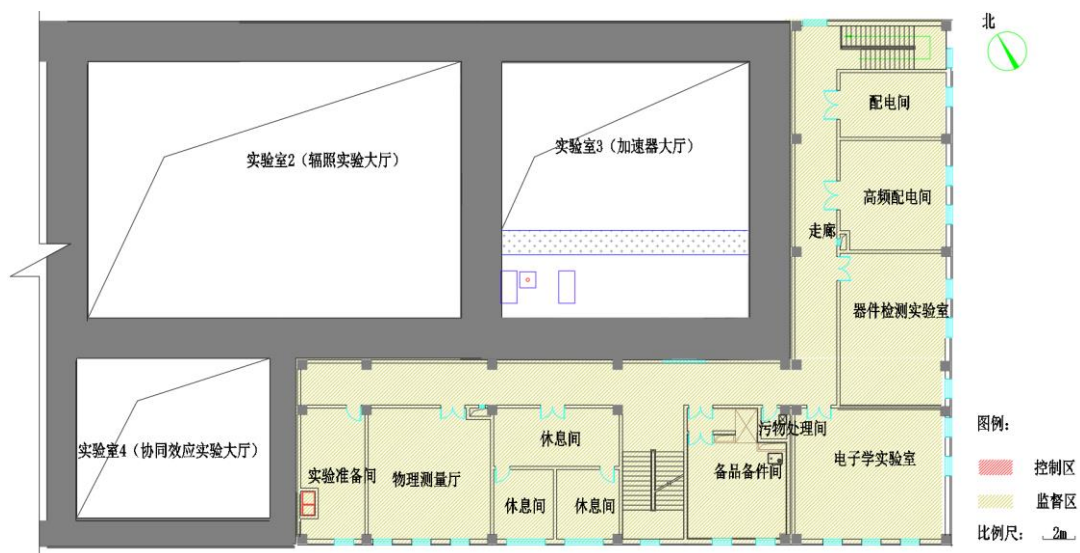 北
配电间
实验室2（辐照实验大厅）
实验室3（加速器大厅）
高频配电间
走廊
器件检测实验室
实验室4（协同效应实验大厅）
实验准备间
物理测量厅
休息间
休息间
休息间
污物处理间
备品备件间
电子学实验室
图例：
控制区
监督区
比例尺： 2m